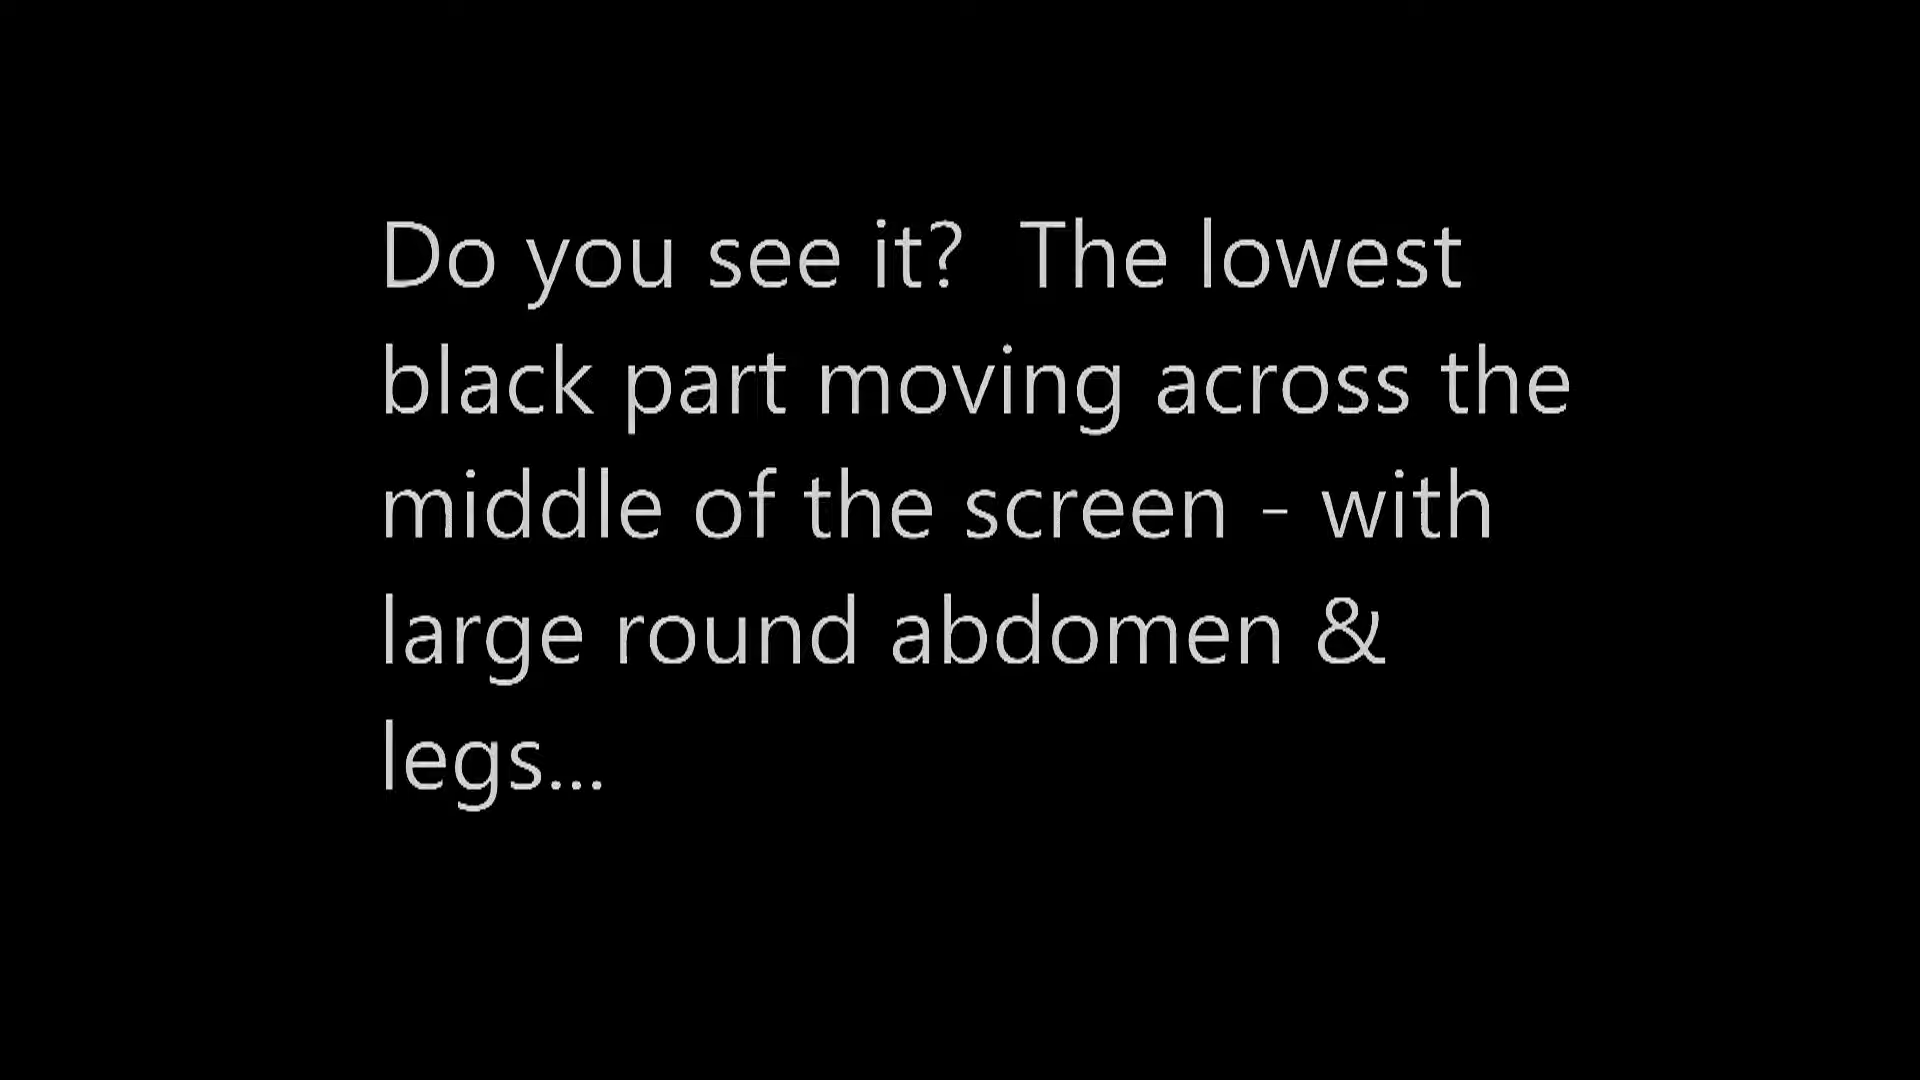 Do you see it?  The lowest
black part moving across the
middle of the screen - with
large round abdomen &
legs...